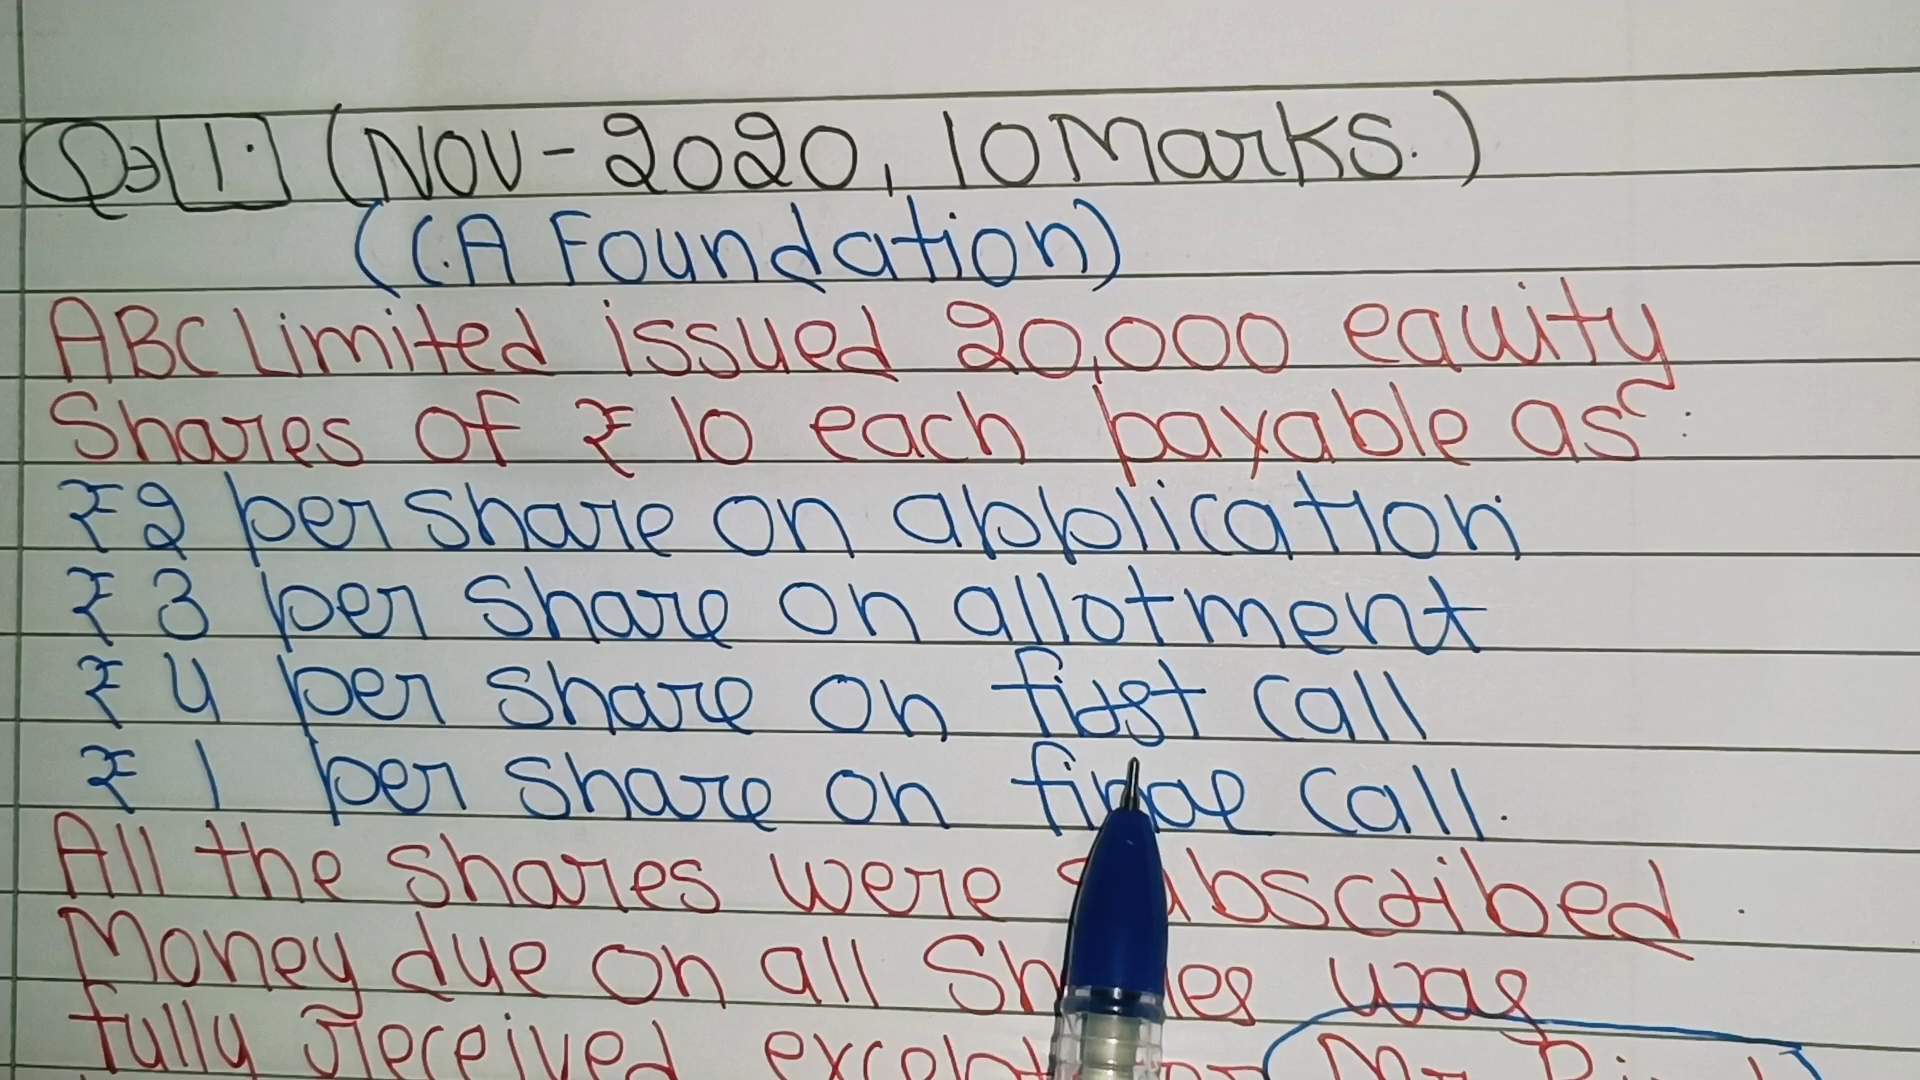 Q⇒ 1. (NOV-2020, 10 Marks.)
(C.A Foundation)
ABC Limited issued 20,000 equity
Shares of ₹ 10 each payable as :
₹ 2 per share on application
₹ 3 per share on allotment
₹ 4 per share on first call
₹ 1 per share on final call.
All the shares were subscribed.
Money due on all Shares was
fully received except Mr.